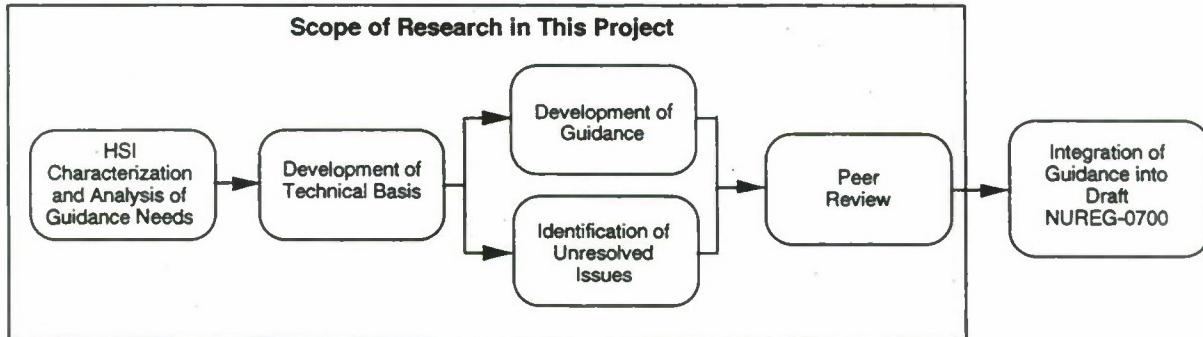 Scope of Research in This Project
HSI
Characterization
and Analysis of
Guidance Needs
Development of
Technical Basis
Development of
Guidance
Identification of
Unresolved
Issues
Peer
Review
Integration of
Guidance into
Draft
NUREG-0700